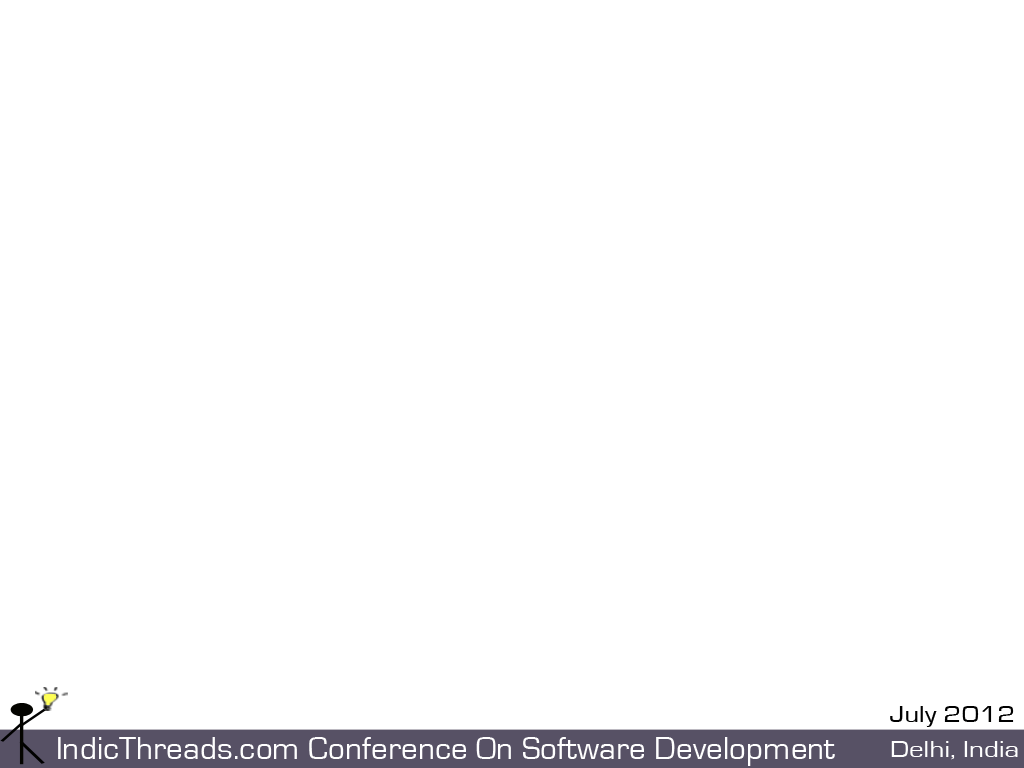 July 2012
IndicThreads.com Conference On Software Development
Delhi, India